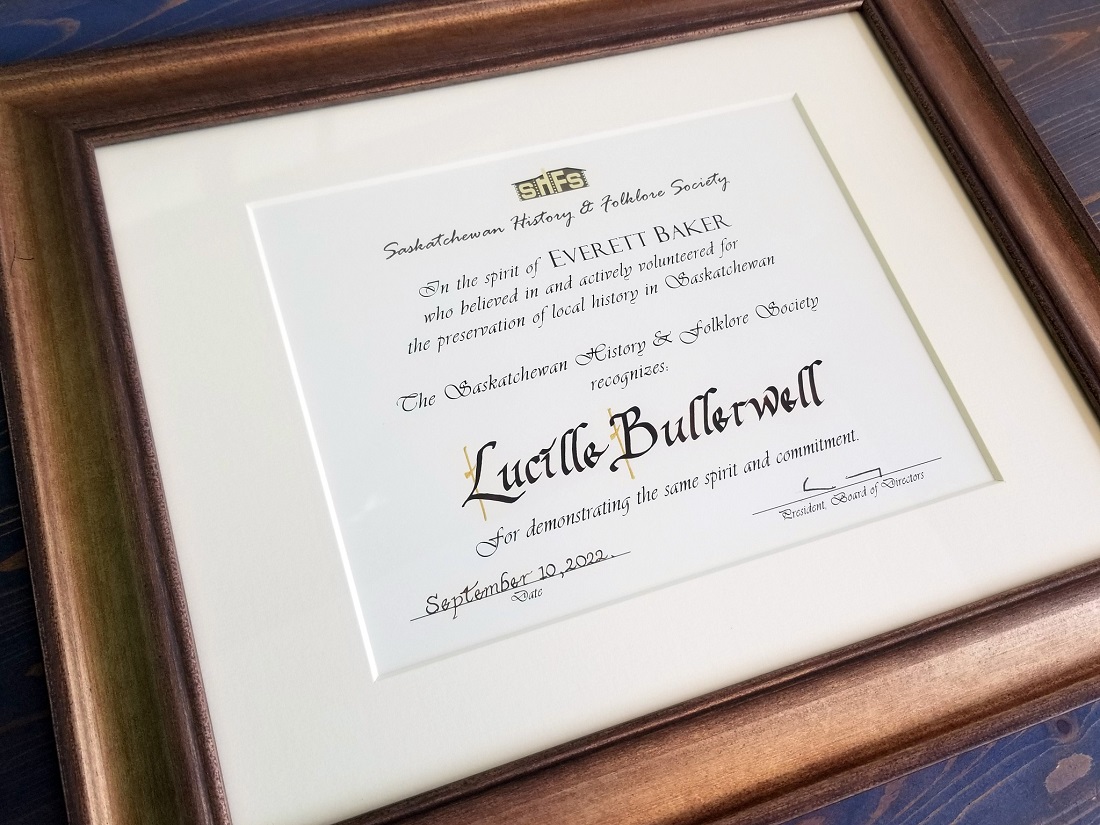 SHFS
Saskatchewan History & Folklore Society
In the spirit of EVERETT BAKER
who believed in and actively volunteered for
the preservation of local history in Saskatchewan
The Saskatchewan History & Folklore Society
recognizes:
Lucille Bullerwell
For demonstrating the same spirit and commitment.
President, Board of Directors
September 10, 2022.
Date